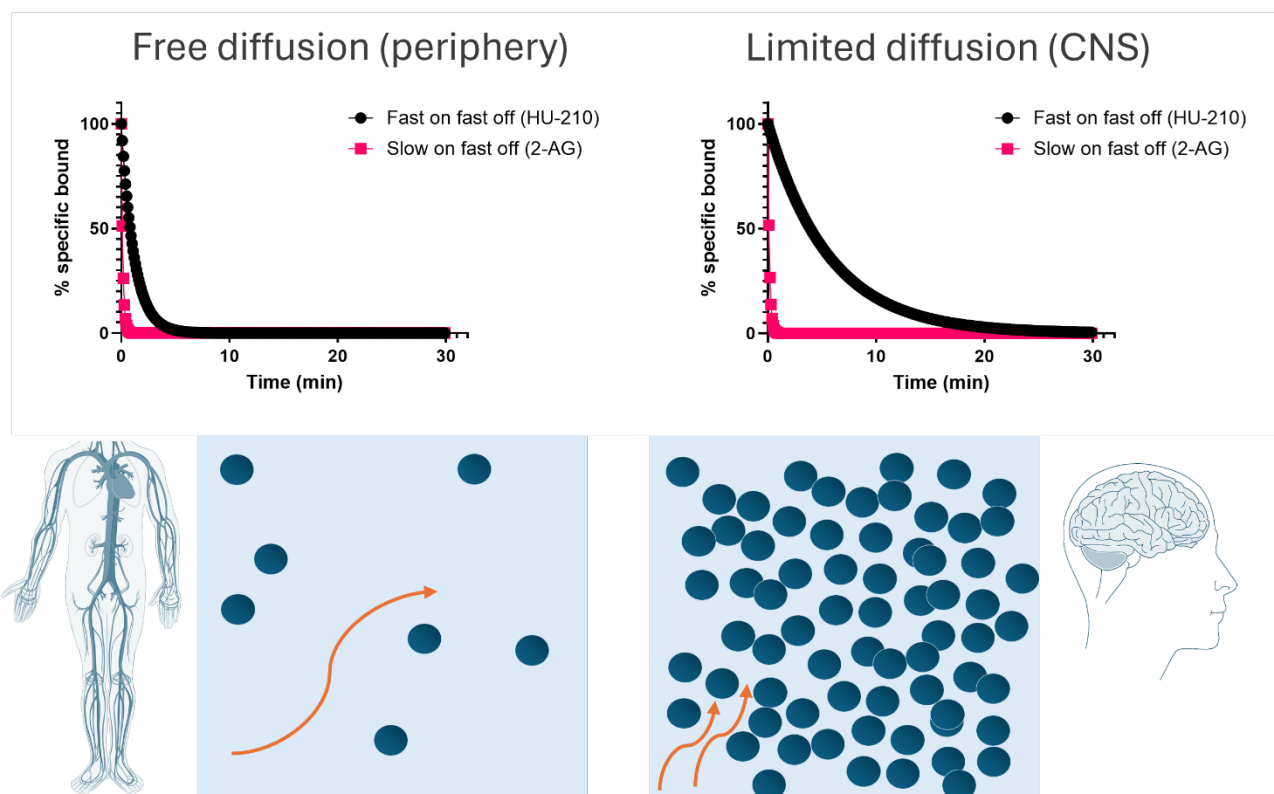 Free diffusion (periphery)
Limited diffusion (CNS)
Fast on fast off (HU-210)
Slow on fast off (2-AG)
% specific bound
100
50
0
0
10
20
30
Time (min)
Fast on fast off (HU-210)
Slow on fast off (2-AG)
% specific bound
100
50
0
0
10
20
30
Time (min)